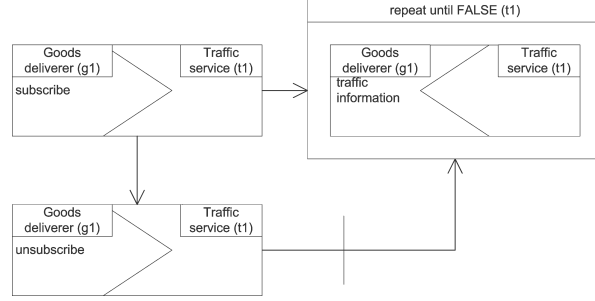 repeat until FALSE (t1)
Goods
deliverer (g1)
Traffic
service (t1)
subscribe
Goods
deliverer (g1)
Traffic
service (t1)
traffic
information
Goods
deliverer (g1)
Traffic
service (t1)
unsubscribe